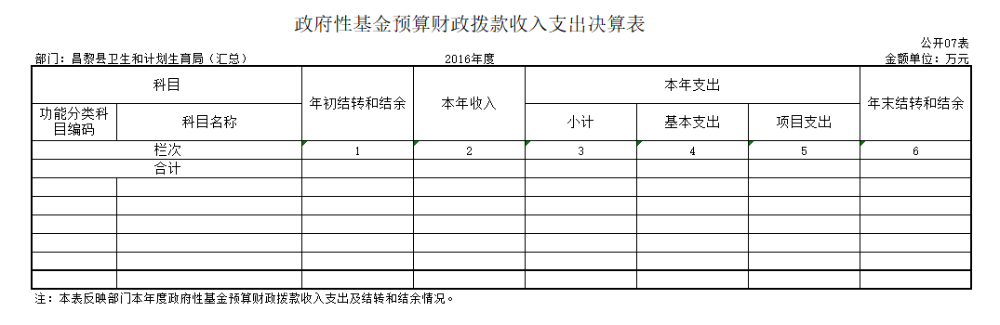 政府性基金预算财政拨款收入支出决算表
公开07表
部门：昌黎县卫生和计划生育局（汇总）
2016年度
金额单位：万元
科目
年初结转和结余
本年收入
本年支出
年末结转和结余
功能分类科
目编码
科目名称
小计
基本支出
项目支出
栏次
1
2
3
4
5
6
合计
注：本表反映部门本年度政府性基金预算财政拨款收入支出及结转和结余情况。